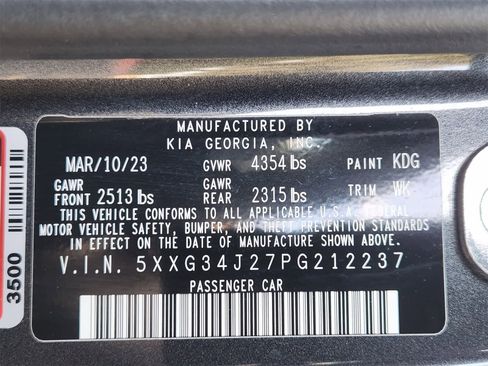 MANUFACTURED BY
KIA GEORGIA, INC.
MAR/10/23 GVWR 4354 lbs PAINT KDG
GAWR FRONT 2513 lbs GAWR REAR 2315 lbs TRIM WK
THIS VEHICLE CONFORMS TO ALL APPLICABLE U.S. FEDERAL
MOTOR VEHICLE SAFETY, BUMPER, AND THEFT PREVENTION STANDARDS
IN EFFECT ON THE DATE OF MANUFACTURE SHOWN ABOVE.
V.I.N. 5XXG34J27PG212237
PASSENGER CAR
3500